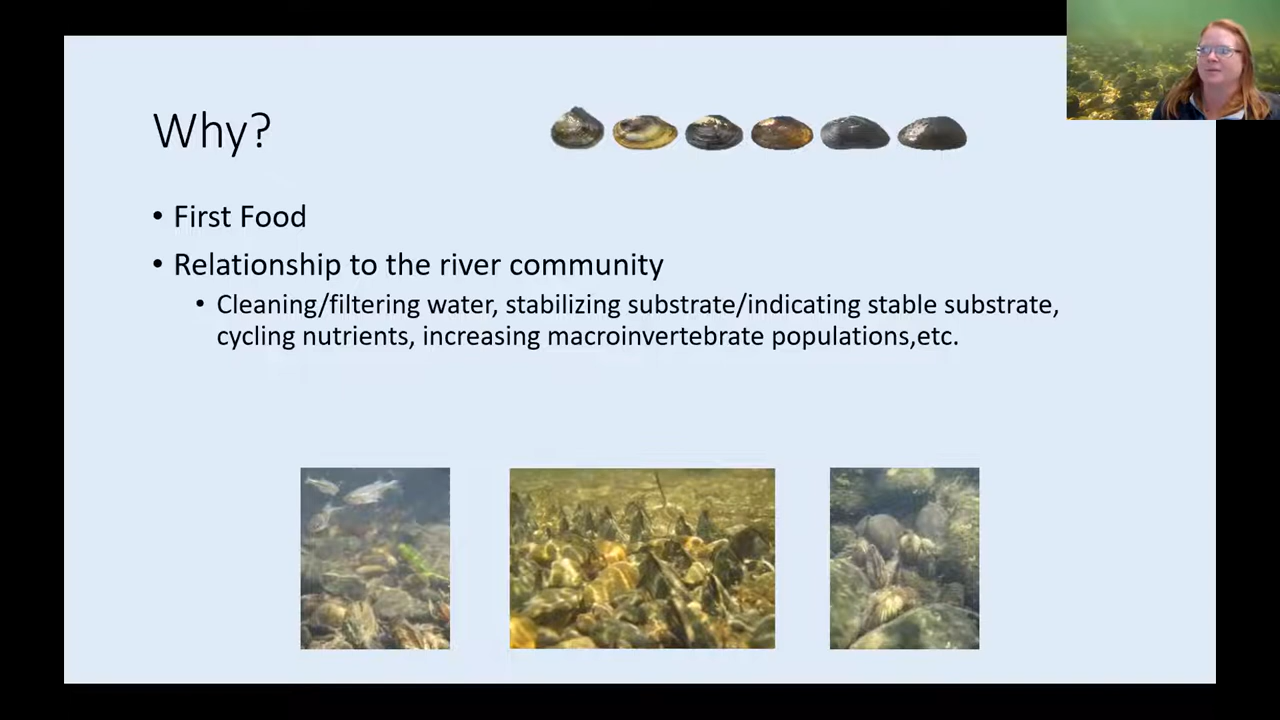 Why?
• First Food
• Relationship to the river community
• Cleaning/filtering water, stabilizing substrate/indicating stable substrate,
cycling nutrients, increasing macroinvertebrate populations,etc.